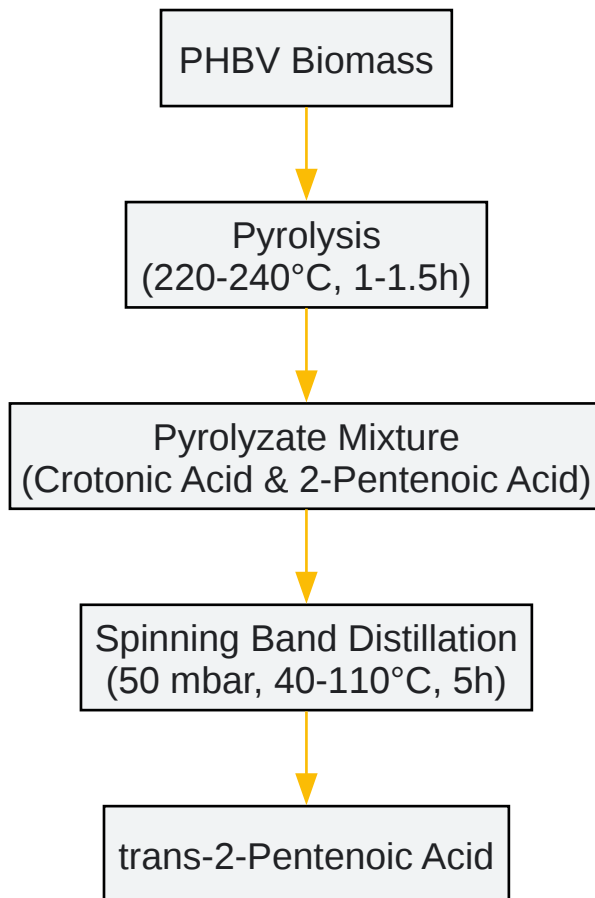 PHBV Biomass
Pyrolysis
(220-240°C, 1-1.5h)
Pyrolyzate Mixture
(Crotonic Acid & 2-Pentenoic Acid)
Spinning Band Distillation
(50 mbar, 40-110°C, 5h)
trans-2-Pentenoic Acid